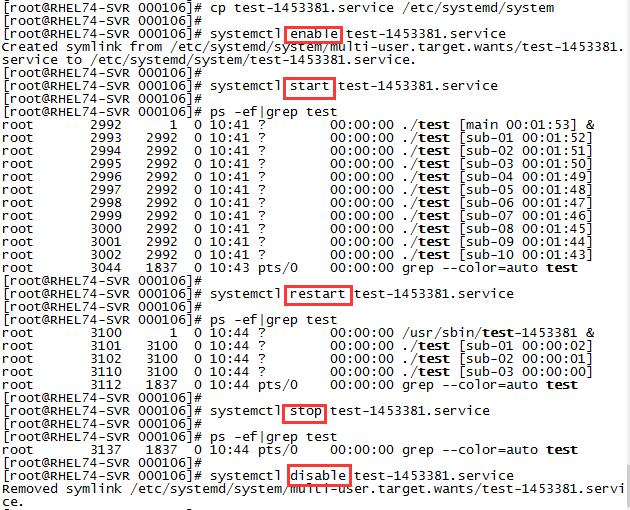 [root@RHEL74-SVR 000106]# cp test-1453381.service /etc/systemd/system
[root@RHEL74-SVR 000106]#
[root@RHEL74-SVR 000106]# systemctl enable test-1453381.service
Created symlink from /etc/systemd/system/multi-user.target.wants/test-1453381.
service to /etc/systemd/system/test-1453381.service.
[root@RHEL74-SVR 000106]#
[root@RHEL74-SVR 000106]# systemctl start test-1453381.service
[root@RHEL74-SVR 000106]#
[root@RHEL74-SVR 000106]# ps -ef|grep test
root 2992 1 0 10:41 ? 00:00:00 ./test [main 00:01:53] &
root 2993 2992 0 10:41 ? 00:00:00 ./test [sub-01 00:01:52]
root 2994 2992 0 10:41 ? 00:00:00 ./test [sub-02 00:01:51]
root 2995 2992 0 10:41 ? 00:00:00 ./test [sub-03 00:01:50]
root 2996 2992 0 10:41 ? 00:00:00 ./test [sub-04 00:01:49]
root 2997 2992 0 10:41 ? 00:00:00 ./test [sub-05 00:01:48]
root 2998 2992 0 10:41 ? 00:00:00 ./test [sub-06 00:01:47]
root 2999 2992 0 10:41 ? 00:00:00 ./test [sub-07 00:01:46]
root 3000 2992 0 10:41 ? 00:00:00 ./test [sub-08 00:01:45]
root 3001 2992 0 10:41 ? 00:00:00 ./test [sub-09 00:01:44]
root 3002 2992 0 10:41 ? 00:00:00 ./test [sub-10 00:01:43]
root 3044 1837 0 10:43 pts/0 00:00:00 grep --color=auto test
[root@RHEL74-SVR 000106]#
[root@RHEL74-SVR 000106]# systemctl restart test-1453381.service
[root@RHEL74-SVR 000106]#
[root@RHEL74-SVR 000106]# ps -ef|grep test
root 3100 1 0 10:44 ? 00:00:00 /usr/sbin/test-1453381 &
root 3101 3100 0 10:44 ? 00:00:00 ./test [sub-01 00:00:02]
root 3102 3100 0 10:44 ? 00:00:00 ./test [sub-02 00:00:01]
root 3110 3100 0 10:44 ? 00:00:00 ./test [sub-03 00:00:00]
root 3112 1837 0 10:44 pts/0 00:00:00 grep --color=auto test
[root@RHEL74-SVR 000106]#
[root@RHEL74-SVR 000106]# systemctl stop test-1453381.service
[root@RHEL74-SVR 000106]#
[root@RHEL74-SVR 000106]# ps -ef|grep test
root 3137 1837 0 10:44 pts/0 00:00:00 grep --color=auto test
[root@RHEL74-SVR 000106]#
[root@RHEL74-SVR 000106]# systemctl disable test-1453381.service
Removed symlink /etc/systemd/system/multi-user.target.wants/test-1453381.servi
ce.